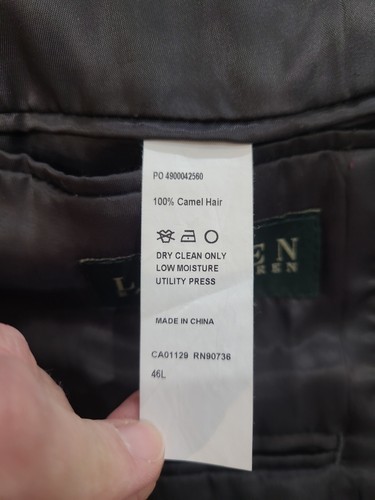 PO 4900042560
100% Camel Hair
DRY CLEAN ONLY
LOW MOISTURE
UTILITY PRESS
MADE IN CHINA
CA01129 RN90736
46L